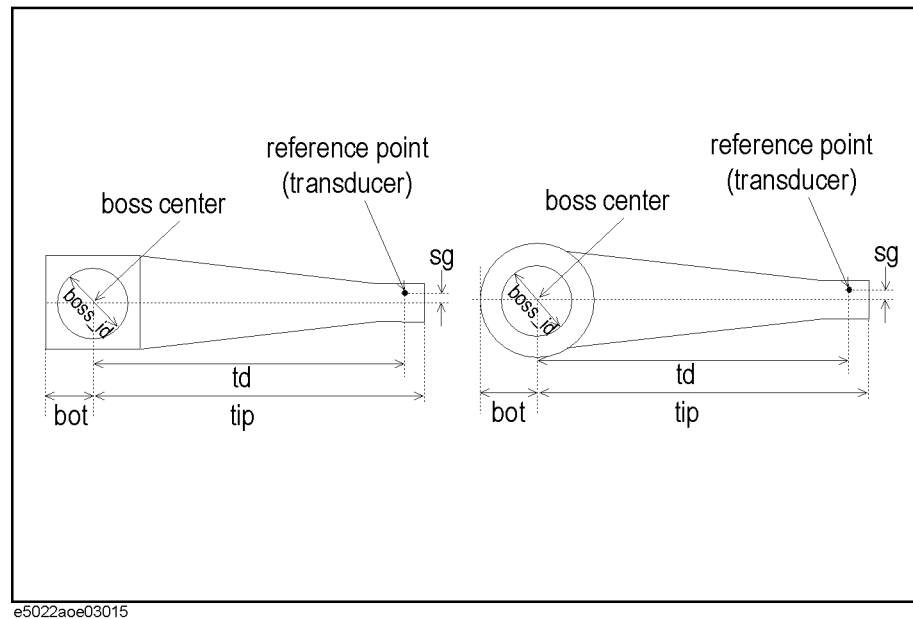 reference point
(transducer)
boss center
sg
boss_id
td
bot
tip
reference point
(transducer)
boss center
sg
boss_id
td
bot
tip
e5022aoe03015